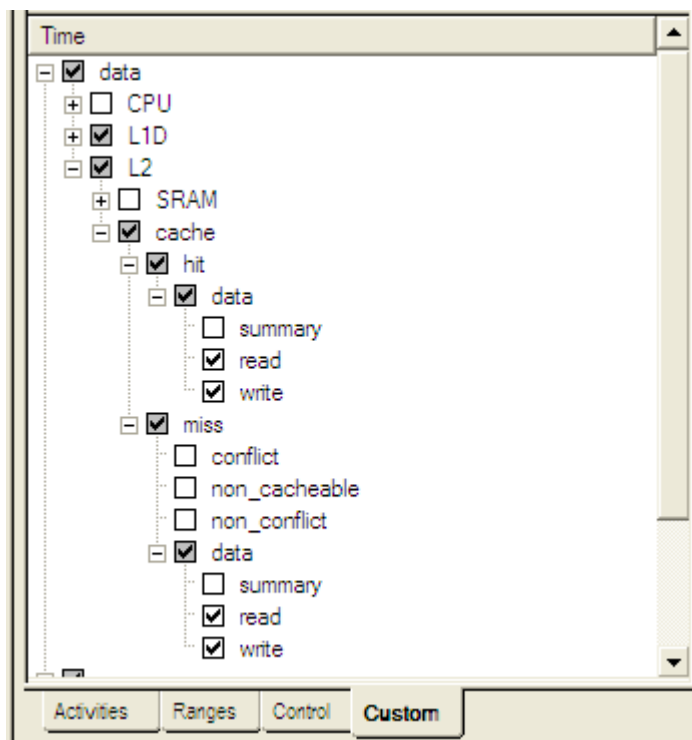 Time
data
CPU
L1D
L2
SRAM
cache
hit
data
summary
read
write
miss
conflict
non_cacheable
non_conflict
data
summary
read
write
Activities Ranges Control Custom